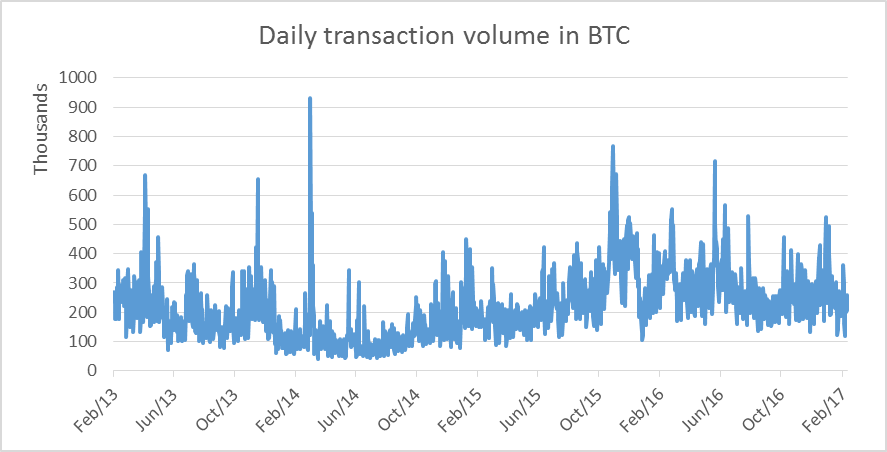 Daily transaction volume in BTC
Thousands
1000
900
800
700
600
500
400
300
200
100
0
Feb/13
Jun/13
Oct/13
Feb/14
Jun/14
Oct/14
Feb/15
Jun/15
Oct/15
Feb/16
Jun/16
Oct/16
Feb/17